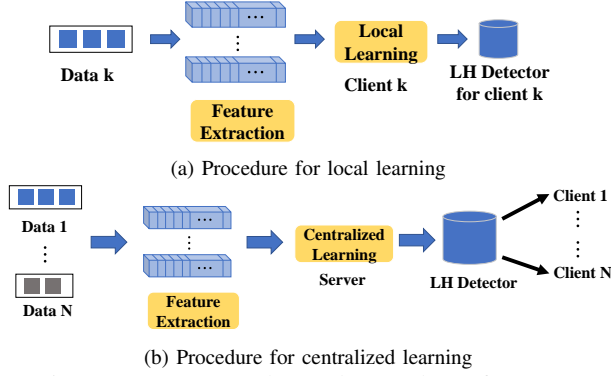 Data k
Feature
Extraction
Local
Learning
Client k
LH Detector
for client k
(a) Procedure for local learning
Data 1
Data N
Feature
Extraction
Centralized
Learning
Server
LH Detector
Client 1
Client N
(b) Procedure for centralized learning